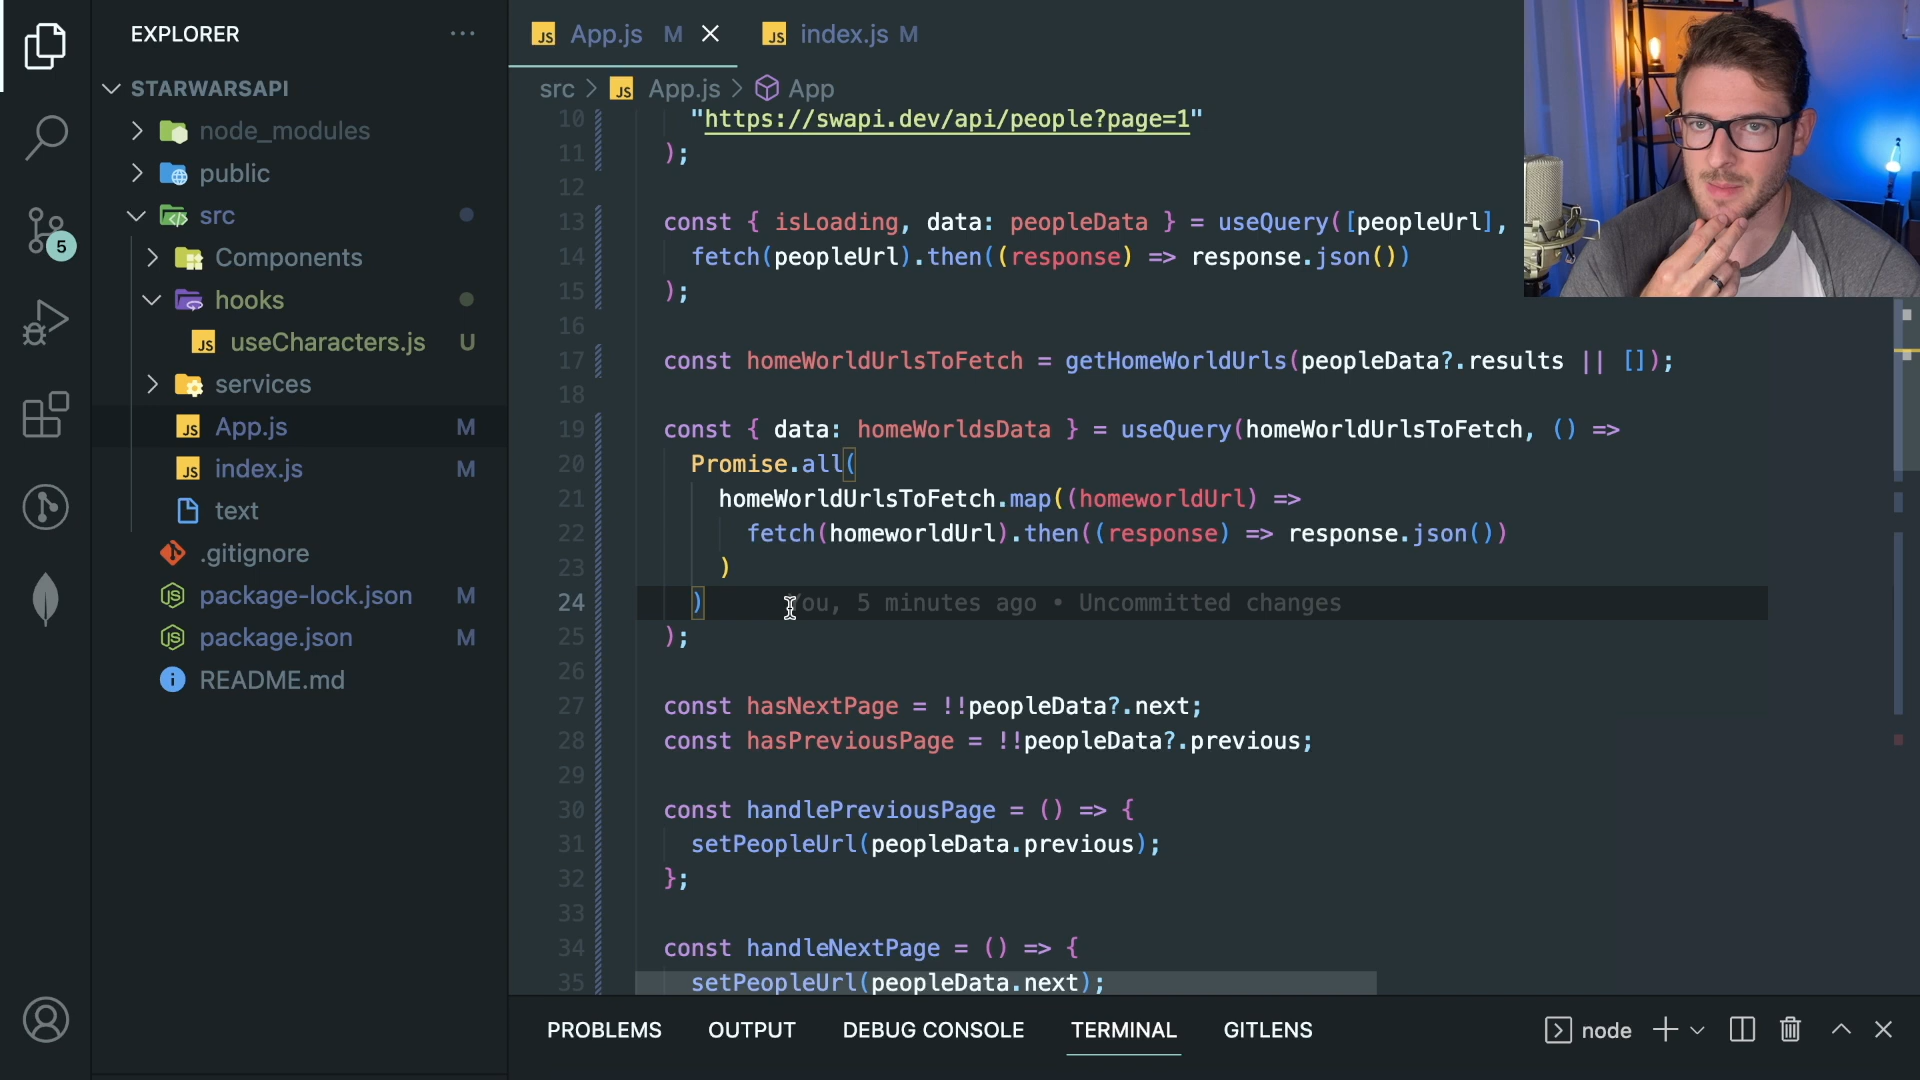 EXPLORER
STARWARSAPI
node_modules
public
src
Components
hooks
JS useCharacters.js U
services
JS App.js M
JS index.js M
text
.gitignore
package-lock.json M
package.json M
README.md
5
JS App.js M
JS index.js M
src > JS App.js > App
10 "https://swapi.dev/api/people?page=1"
11 );
12
13 const { isLoading, data: peopleData } = useQuery([peopleUrl],
14 fetch(peopleUrl).then((response) => response.json())
15 );
16
17 const homeWorldUrlsToFetch = getHomeWorldUrls(peopleData?.results || []);
18
19 const { data: homeWorldsData } = useQuery(homeWorldUrlsToFetch, () =>
20 Promise.all(
21 homeWorldUrlsToFetch.map((homeworldUrl) =>
22 fetch(homeworldUrl).then((response) => response.json())
23 )
24 ) You, 5 minutes ago • Uncommitted changes
25 );
26
27 const hasNextPage = !!peopleData?.next;
28 const hasPreviousPage = !!peopleData?.previous;
29
30 const handlePreviousPage = () => {
31 setPeopleUrl(peopleData.previous);
32 };
33
34 const handleNextPage = () => {
35 setPeopleUrl(peopleData.next);
PROBLEMS OUTPUT DEBUG CONSOLE TERMINAL GITLENS
node